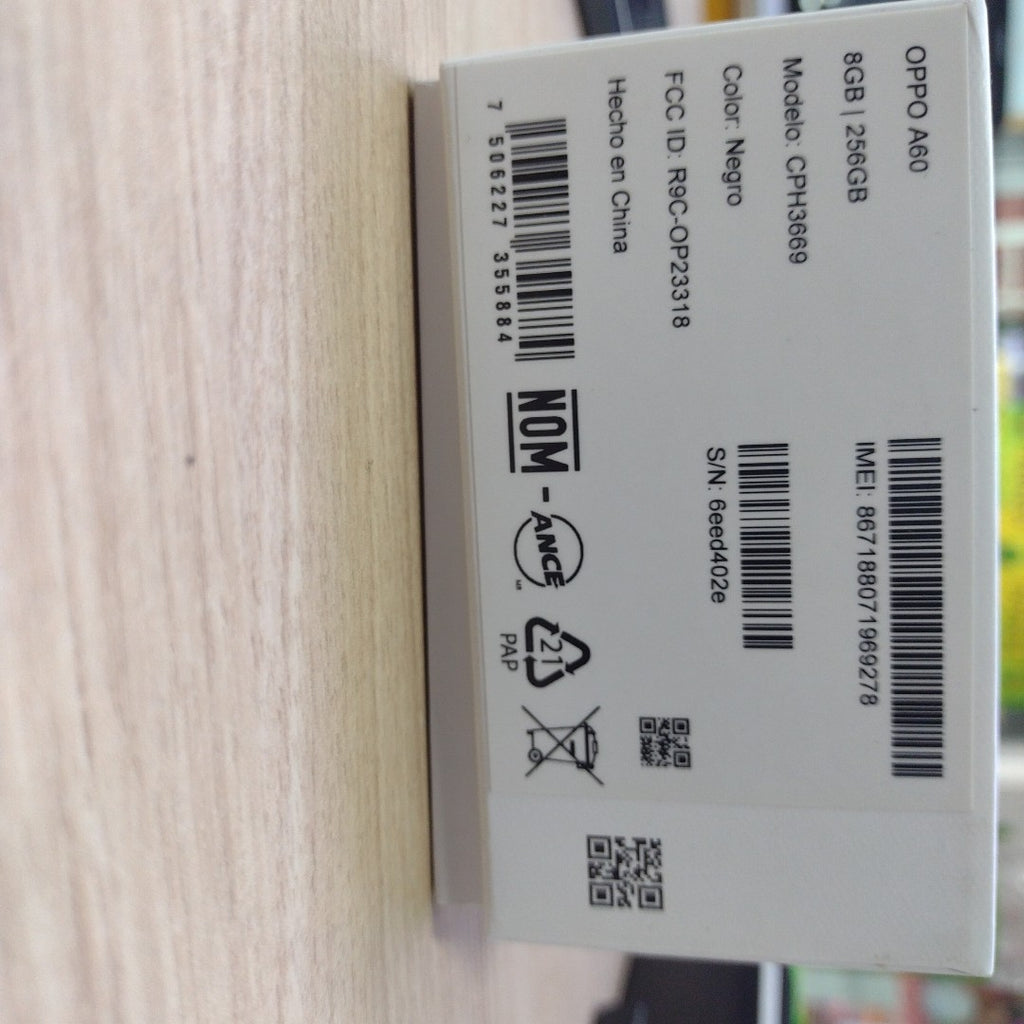 OPPO A60
8GB | 256GB
Modelo: CPH3669
Color: Negro
FCC ID: R9C-OP23318
Hecho en China
7 506227 355884
IMEI: 867188071969278
S/N: 6eed402e
NOM - ANCE
MR
21
PAP